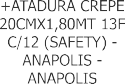 +ATADURA CREPE
20CMX1,80MT 13F
C/12 (SAFETY) -
ANAPOLIS -
ANAPOLIS